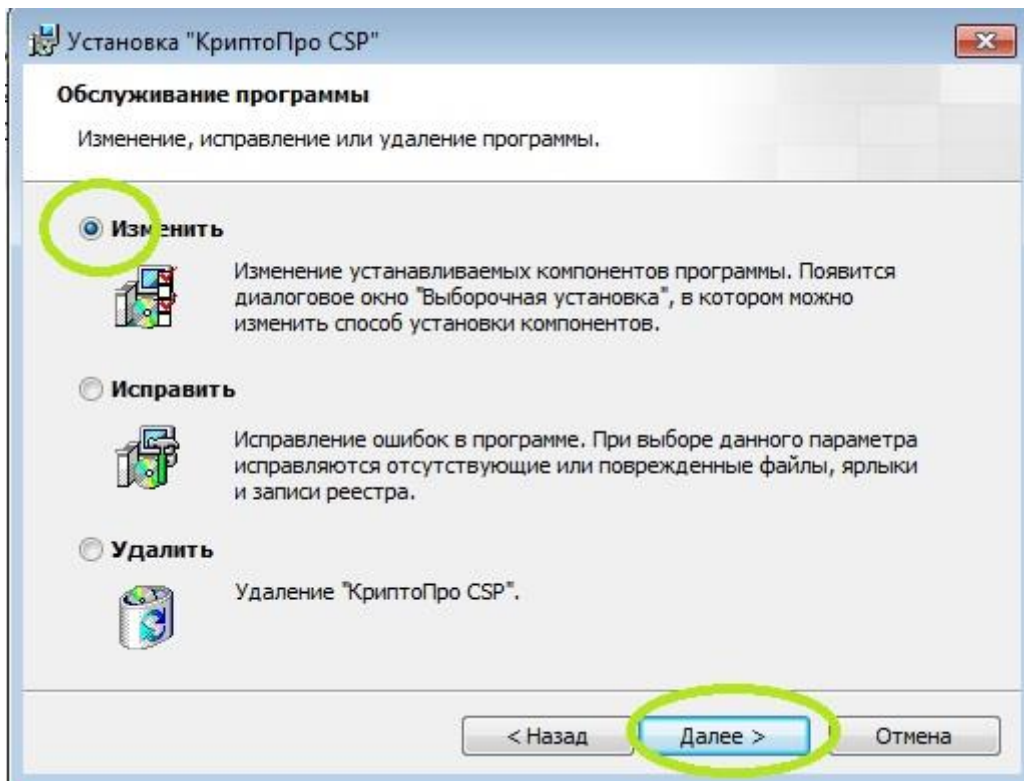 Установка "КриптоПро CSP"
Обслуживание программы
Изменение, исправление или удаление программы.
Изменить
Изменение устанавливаемых компонентов программы. Появится
диалоговое окно "Выборочная установка", в котором можно
изменить способ установки компонентов.
Исправить
Исправление ошибок в программе. При выборе данного параметра
исправляются отсутствующие или поврежденные файлы, ярлыки
и записи реестра.
Удалить
Удаление "КриптоПро CSP".
< Назад
Далее >
Отмена